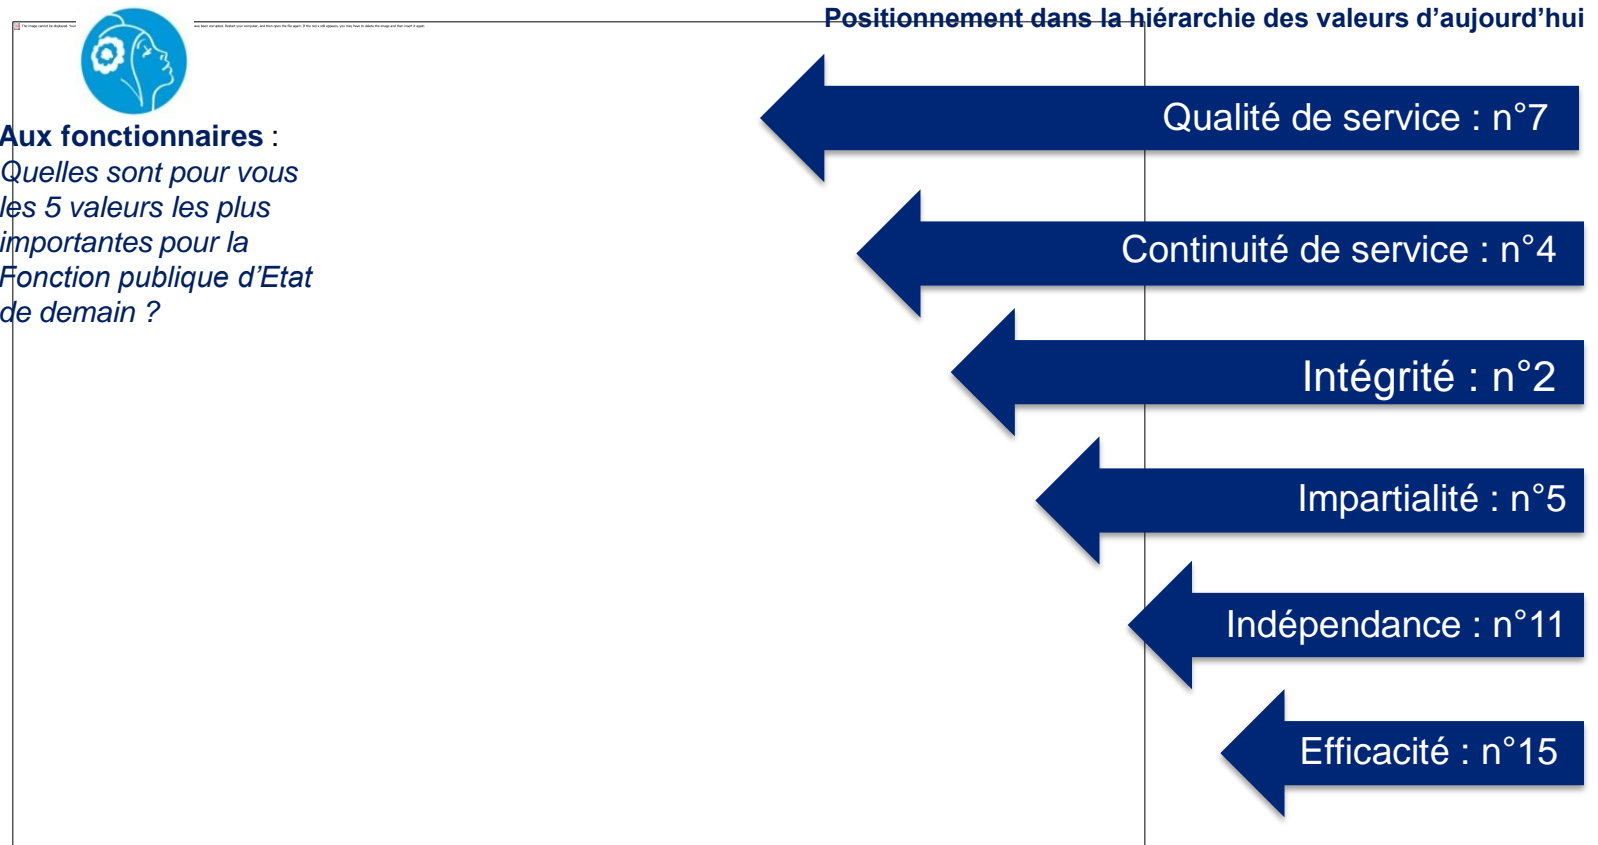 Positionnement dans la hiérarchie des valeurs d’aujourd’hui
Aux fonctionnaires :
Quelles sont pour vous
les 5 valeurs les plus
importantes pour la
Fonction publique d’Etat
de demain ?
Qualité de service : n°7
Continuité de service : n°4
Intégrité : n°2
Impartialité : n°5
Indépendance : n°11
Efficacité : n°15